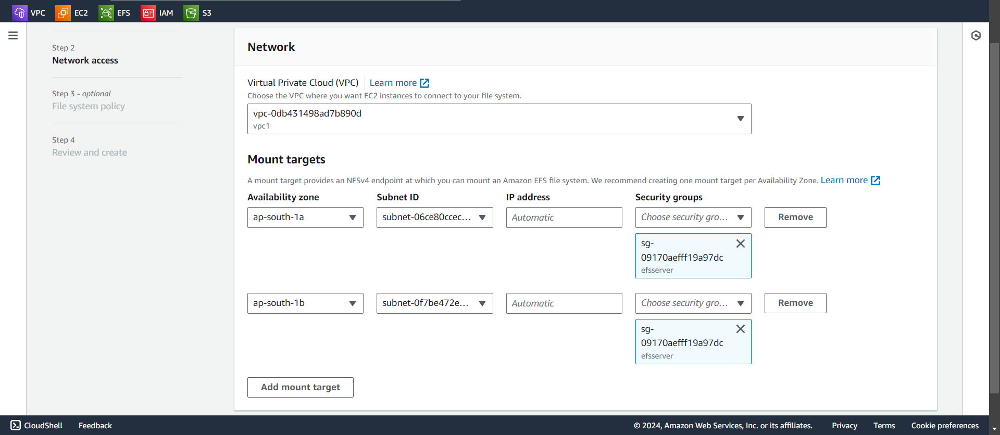 VPC EC2 EFS IAM S3
Step 2
Network access
Step 3 - optional
File system policy
Step 4
Review and create
Network
Virtual Private Cloud (VPC) Learn more
Choose the VPC where you want EC2 instances to connect to your file system.
vpc-0db431498ad7b890d
vpc1
Mount targets
A mount target provides an NFSv4 endpoint at which you can mount an Amazon EFS file system. We recommend creating one mount target per Availability Zone. Learn more
Availability zone Subnet ID IP address Security groups
ap-south-1a subnet-06ce80ccec... Automatic Choose security gro... Remove
sg-
09170aefff19a97dc
efsserver
ap-south-1b subnet-0f7be472e... Automatic Choose security gro... Remove
sg-
09170aefff19a97dc
efsserver
Add mount target
CloudShell Feedback © 2024, Amazon Web Services, Inc. or its affiliates. Privacy Terms Cookie preferences